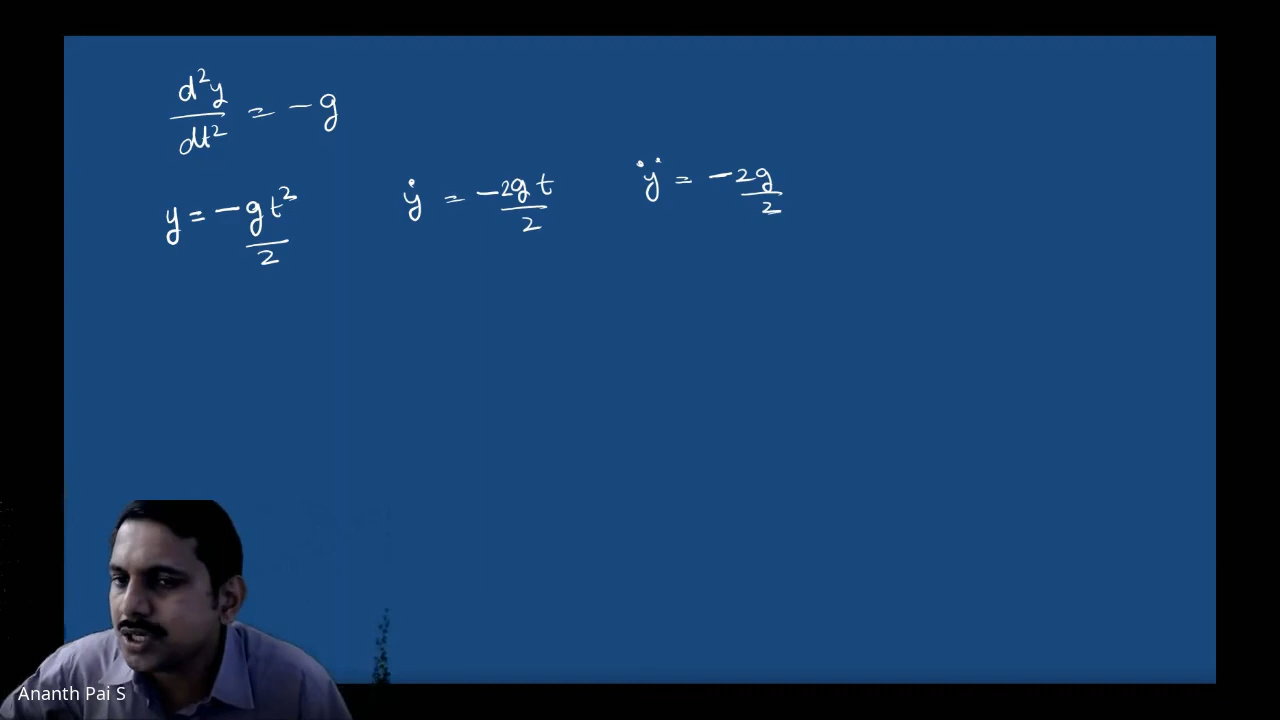 d²y/dt² = -g
y = -gt²/2   ẏ = -2gt/2   ÿ = -2g/2
Ananth Pai S